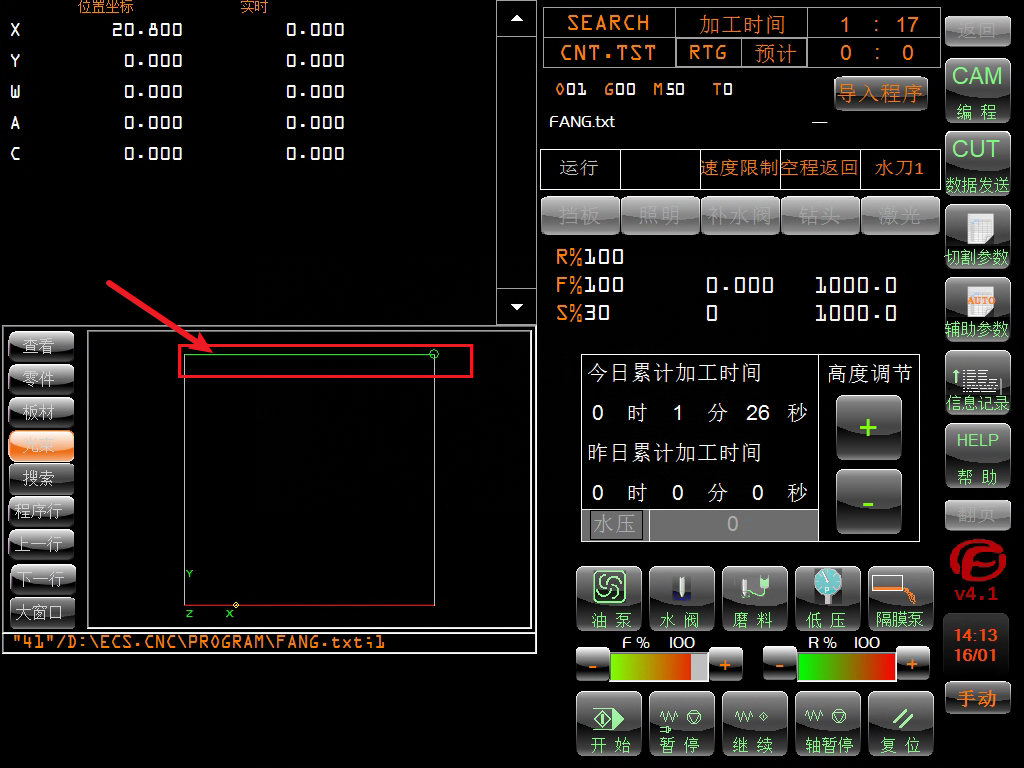 位置坐标 实时
X 20.800 0.000
Y 0.000 0.000
W 0.000 0.000
A 0.000 0.000
C 0.000 0.000
SEARCH 加工时间 1 : 17
CNT.TST RTG 预计 0 : 0
O01 G00 M50 T0
导入程序
FANG.txt —
运行 速度限制 空程返回 水刀1
挡板 照明 补水阀 钻头 激光
R%100
F%100 0.000 1000.0
S%30 0 1000.0
今日累计加工时间
0 时 1 分 26 秒
昨日累计加工时间
0 时 0 分 0 秒
水压 0
高度调节
+
-
查看
零件
板材
光束
搜索
程序行
上一行
下一行
大窗口
Y
Z X
"41"/D:\ECS.CNC\PROGRAM\FANG.txt;1
油泵 水阀 磨料 低压 隔膜泵
F % 100 R % 100
- + - +
开始 暂停 继续 轴暂停 复位
返回
CAM
编程
CUT
数据发送
切割参数
AUTO
辅助参数
信息记录
HELP
帮助
翻页
v4.1
14:13
16/01
手动